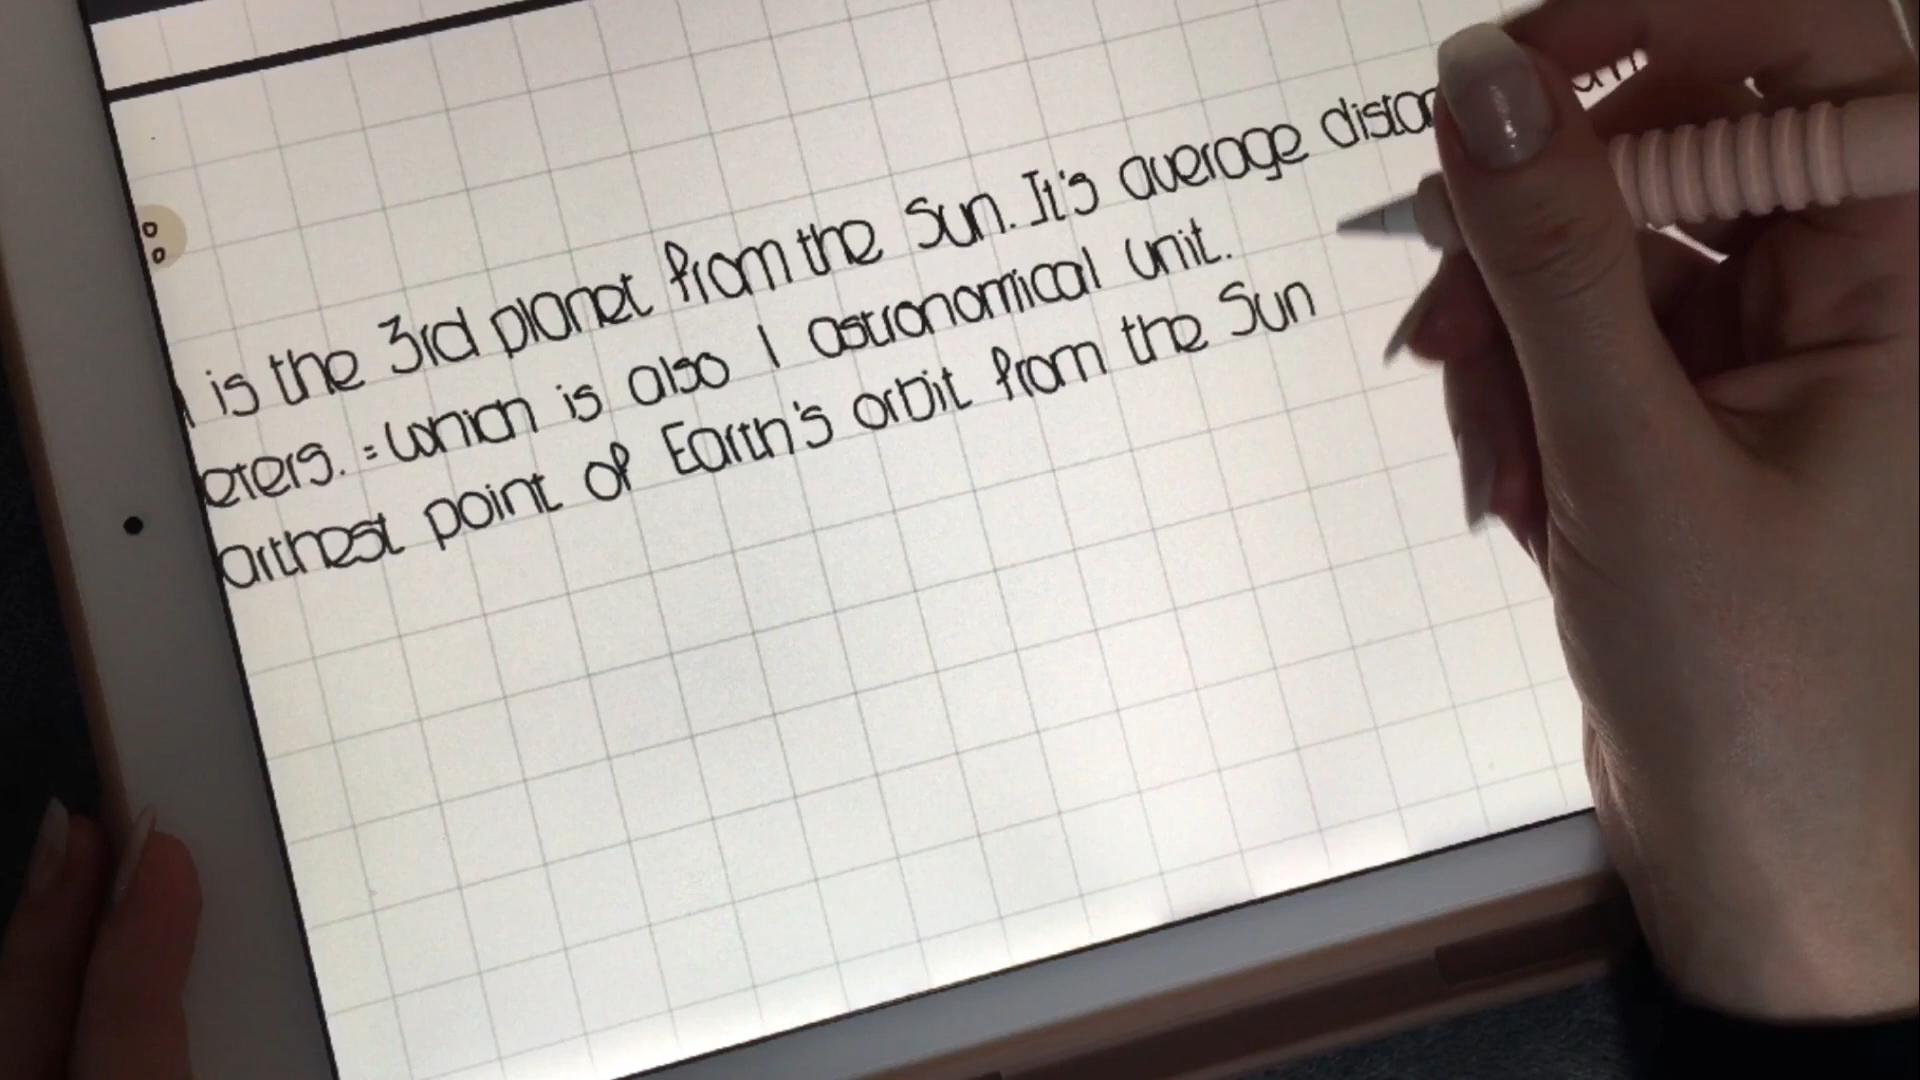 is the 3rd planet from the Sun. It's average
eters. = which is also 1 astronomical unit.
arthest point of Earth's orbit from the Sun